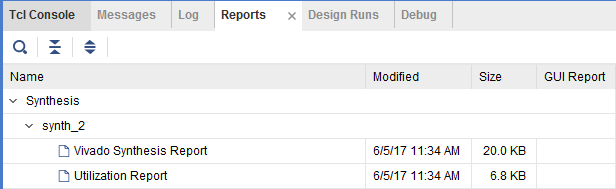 Tcl Console Messages Log Reports × Design Runs Debug
Name Modified Size GUI Report
Synthesis
synth_2
Vivado Synthesis Report 6/5/17 11:34 AM 20.0 KB
Utilization Report 6/5/17 11:34 AM 6.8 KB